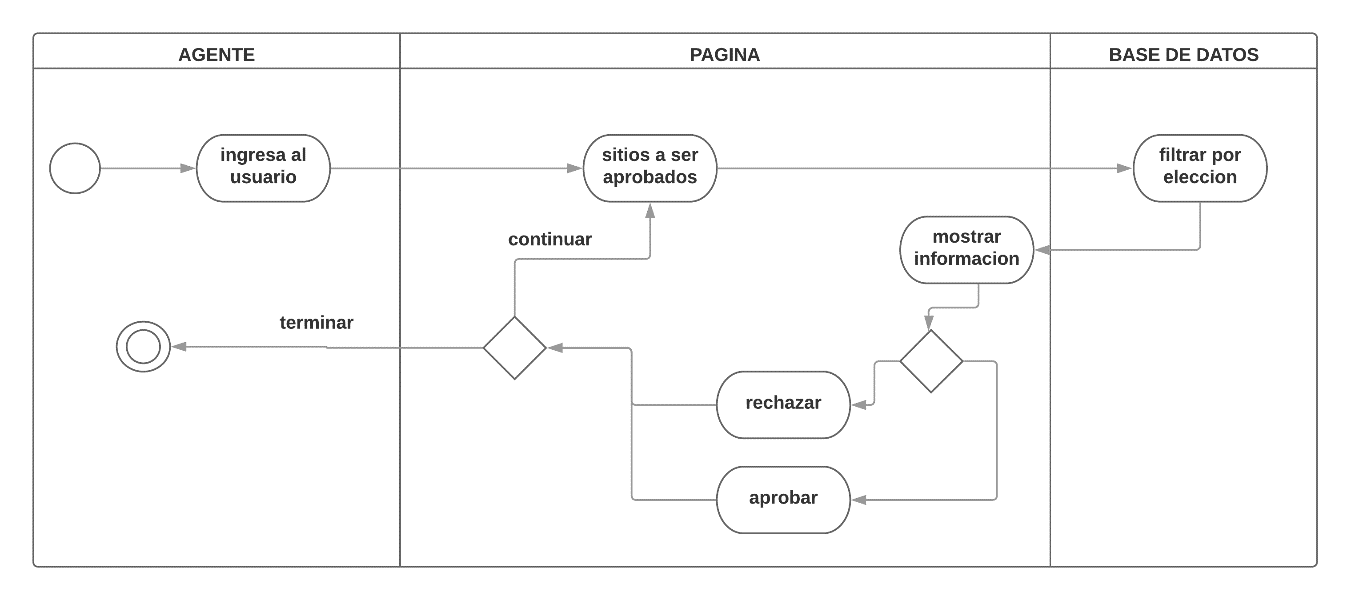 AGENTE
PAGINA
BASE DE DATOS
ingresa al
usuario
sitios a ser
aprobados
filtrar por
eleccion
continuar
mostrar
informacion
terminar
rechazar
aprobar